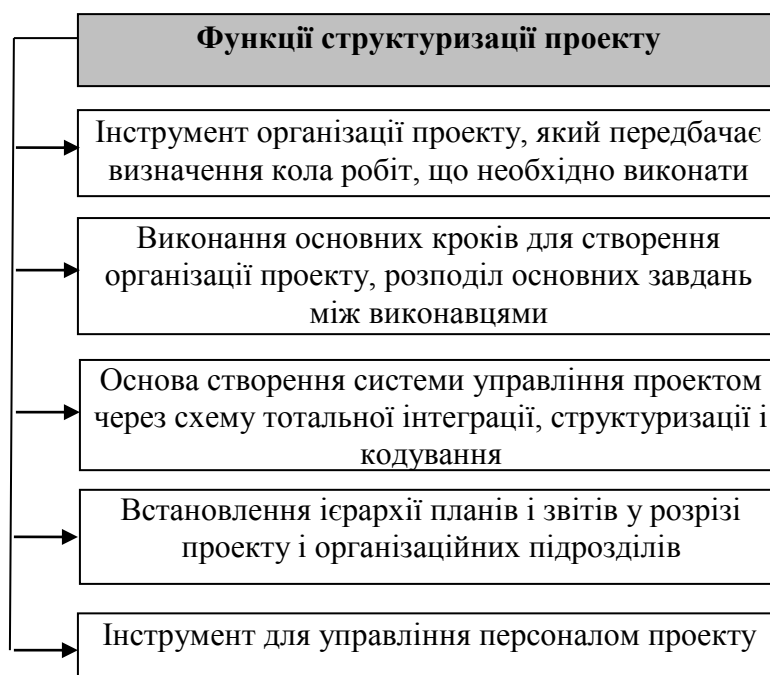 Функції структуризації проекту
Інструмент організації проекту, який передбачає
визначення кола робіт, що необхідно виконати
Виконання основних кроків для створення
організації проекту, розподіл основних завдань
між виконавцями
Основа створення системи управління проектом
через схему тотальної інтеграції, структуризації і
кодування
Встановлення ієрархії планів і звітів у розрізі
проекту і організаційних підрозділів
Інструмент для управління персоналом проекту